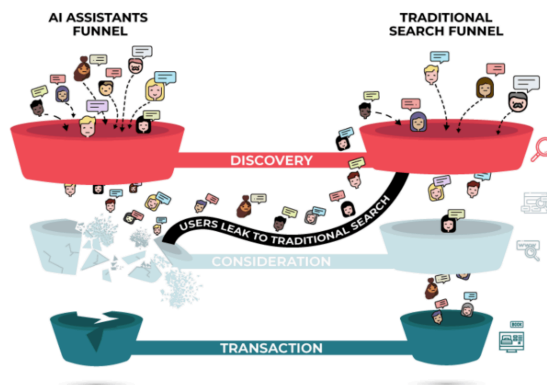 AI ASSISTANTS
FUNNEL
TRADITIONAL
SEARCH FUNNEL
DISCOVERY
USERS LEAK TO TRADITIONAL SEARCH
CONSIDERATION
TRANSACTION